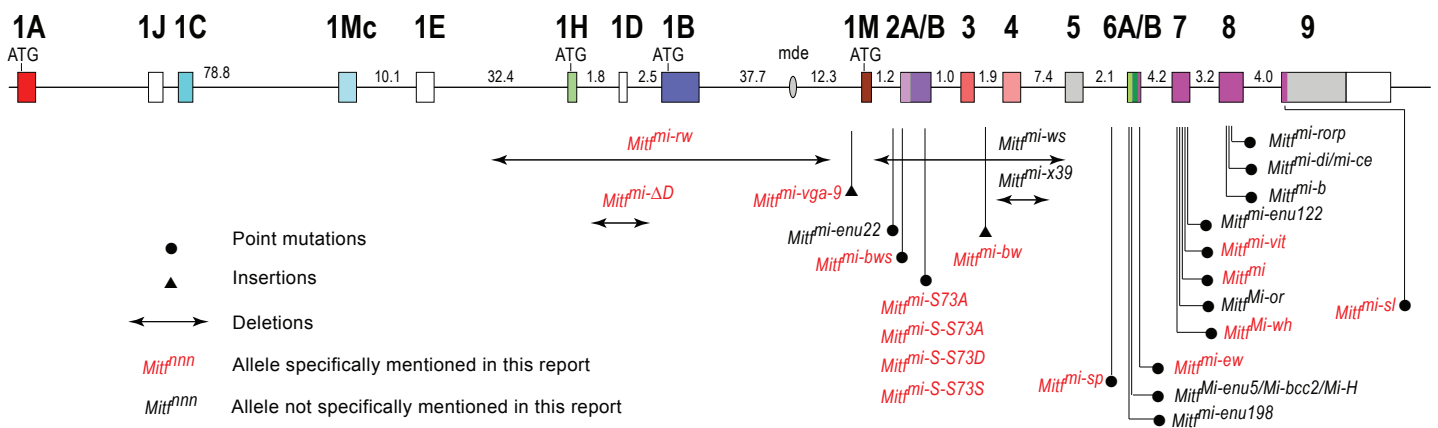 1A 1J 1C 1Mc 1E 1H 1D 1B 1M 2A/B 3 4 5 6A/B 7 8 9
ATG ATG ATG mde ATG
78.8 10.1 32.4 1.8 2.5 37.7 12.3 1.2 1.0 1.9 7.4 2.1 4.2 3.2 4.0
Mitf^mi-rw
Mitf^mi-ΔD
Mitf^mi-vga-9
Mitf^mi-ws
Mitf^mi-x39
Mitf^mi-enu22
Mitf^mi-bws
Mitf^mi-bw
Mitf^mi-S73A
Mitf^mi-S-S73A
Mitf^mi-S-S73D
Mitf^mi-S-S73S
Mitf^mi-sp
Mitf^mi-rorp
Mitf^mi-di/mi-ce
Mitf^mi-b
Mitf^mi-enu122
Mitf^mi-vit
Mitf^mi
Mitf^Mi-or
Mitf^Mi-wh
Mitf^mi-sl
Mitf^mi-ew
Mitf^Mi-enu5/Mi-bcc2/Mi-H
Mitf^mi-enu198
Point mutations
Insertions
Deletions
Mitf^nnn Allele specifically mentioned in this report
Mitf^nnn Allele not specifically mentioned in this report